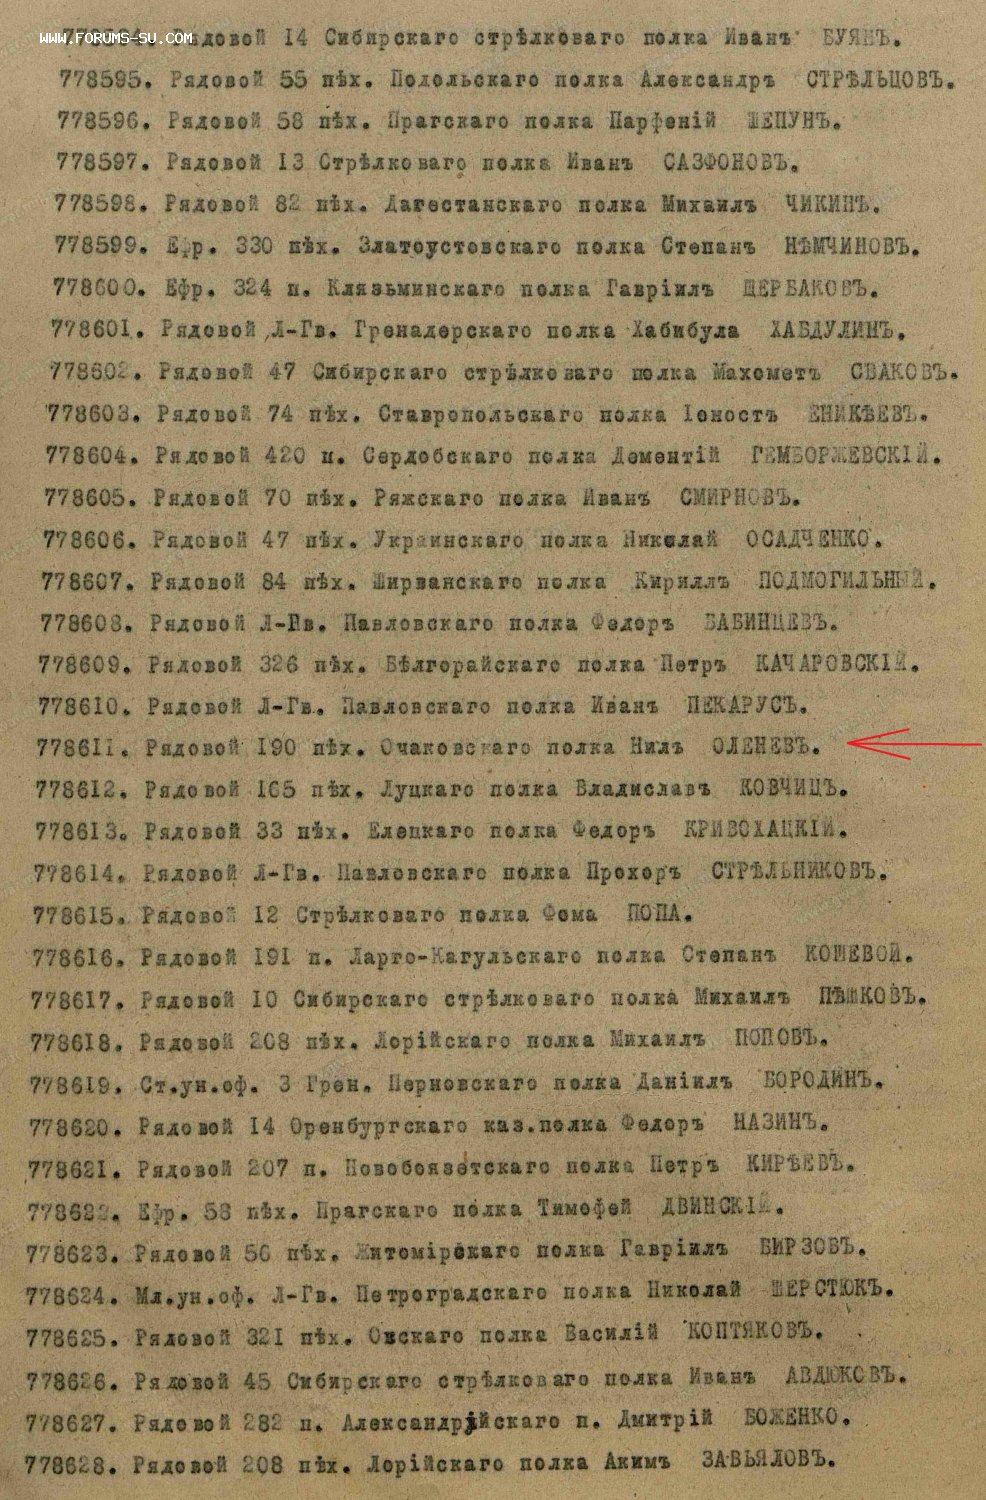 www.forums-su.com
Рядовой 14 Сибирскаго стрѣлковаго полка Иванъ БУЯНЪ.
778595. Рядовой 55 пѣх. Подольскаго полка Александръ СТРѢЛЬЦОВЪ.
778596. Рядовой 58 пѣх. Прагскаго полка Парфеній ШЕПУНЪ.
778597. Рядовой 13 Стрѣлковаго полка Иванъ САЗФОНОВЪ.
778598. Рядовой 82 пѣх. Дагестанскаго полка Михаилъ ЧИКИНЪ.
778599. Ефр. 330 пѣх. Златоустовскаго полка Степанъ НѢМЧИНОВЪ.
778600. Ефр. 324 п. Клязьминскаго полка Гавріилъ ЩЕРБАКОВЪ.
778601. Рядовой Л-Гв. Гренадерскаго полка Хабибула ХАБДУЛИНЪ.
778602. Рядовой 47 Сибирскаго стрѣлковаго полка Махометъ СВАКОВЪ.
778603. Рядовой 74 пѣх. Ставропольскаго полка Іоностъ ЕНИКѢЕВЪ.
778604. Рядовой 420 п. Сердобскаго полка Дементій ГЕМБОРЖЕВСКІЙ.
778605. Рядовой 70 пѣх. Ряжскаго полка Иванъ СМИРНОВЪ.
778606. Рядовой 47 пѣх. Украинскаго полка Николай ОСАДЧЕНКО.
778607. Рядовой 84 пѣх. Ширванскаго полка Кириллъ ПОДМОГИЛЬНЫЙ.
778608. Рядовой Л-Гв. Павловскаго полка Федоръ БАБИНЦЕВЪ.
778609. Рядовой 326 пѣх. Бѣлгорайскаго полка Петръ КАЧАРОВСКІЙ.
778610. Рядовой Л-Гв. Павловскаго полка Иванъ ПЕКАРУСЪ.
778611. Рядовой 190 пѣх. Очаковскаго полка Нилъ ОЛЕНЕВЪ.
778612. Рядовой 165 пѣх. Луцкаго полка Владиславъ КОВЧИЦЪ.
778613. Рядовой 33 пѣх. Елецкаго полка Федоръ КРИВОХАЦКІЙ.
778614. Рядовой Л-Гв. Павловскаго полка Прохоръ СТРѢЛЬНИКОВЪ.
778615. Рядовой 12 Стрѣлковаго полка Фома ПОПА.
778616. Рядовой 191 п. Ларго-Кагульскаго полка Степанъ КОШЕВОЙ.
778617. Рядовой 10 Сибирскаго стрѣлковаго полка Михаилъ ПѢШКОВЪ.
778618. Рядовой 208 пѣх. Лорійскаго полка Михаилъ ПОПОВЪ.
778619. Ст.ун.оф. 3 Грен. Перновскаго полка Даніилъ БОРОДИНЪ.
778620. Рядовой 14 Оренбургскаго каз.полка Федоръ НАЗИНЪ.
778621. Рядовой 207 п. Новобоязетскаго полка Петръ КИРѢЕВЪ.
778622. Ефр. 58 пѣх. Прагскаго полка Тимофей ДВИНСКІЙ.
778623. Рядовой 56 пѣх. Житомірскаго полка Гавріилъ БИРЗОВЪ.
778624. Мл.ун.оф. Л-Гв. Петроградскаго полка Николай ШЕРСТЮКЪ.
778625. Рядовой 321 пѣх. Окскаго полка Василій КОПТЯКОВЪ.
778626. Рядовой 45 Сибирскаго стрѣлковаго полка Иванъ АВДЮКОВЪ.
778627. Рядовой 282 п. Александрійскаго п. Дмитрій БОЖЕНКО.
778628. Рядовой 208 пѣх. Лорійскаго полка Акимъ ЗАВЬЯЛОВЪ.